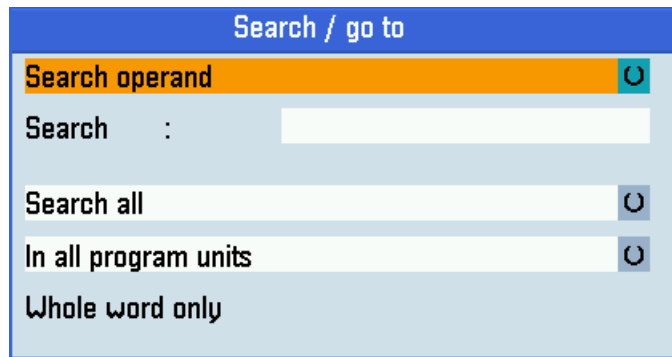 Search / go to
Search operand
Search :
Search all
In all program units
Whole word only